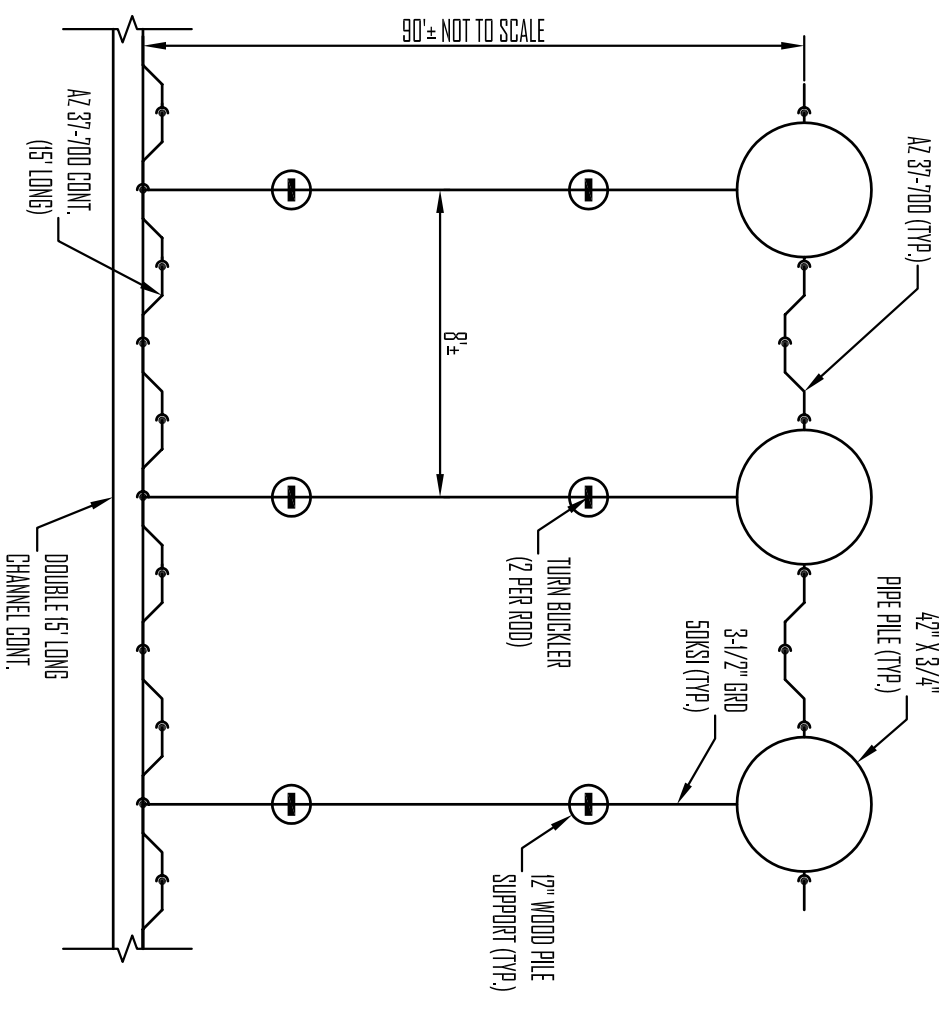 90'± NOT TO SCALE
AZ 37-700 (TYP.)
AZ 37-700 CONT.
(15' LONG)
8'±
TURN BUCKLER
(2 PER ROD)
42" X 3/4"
PIPE PILE (TYP.)
3-1/2" GRD
50KSI (TYP.)
DOUBLE 15' LONG
CHANNEL CONT.
12" WOOD PILE
SUPPORT (TYP.)